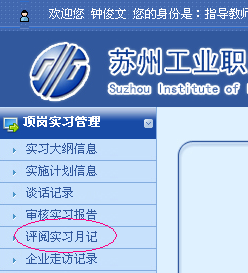 欢迎您 钟俊文 您的身份是：指导教师
苏州工业职
Suzhou Institute of I
顶岗实习管理
实习大纲信息
实施计划信息
谈话记录
审核实习报告
评阅实习月记
企业走访记录